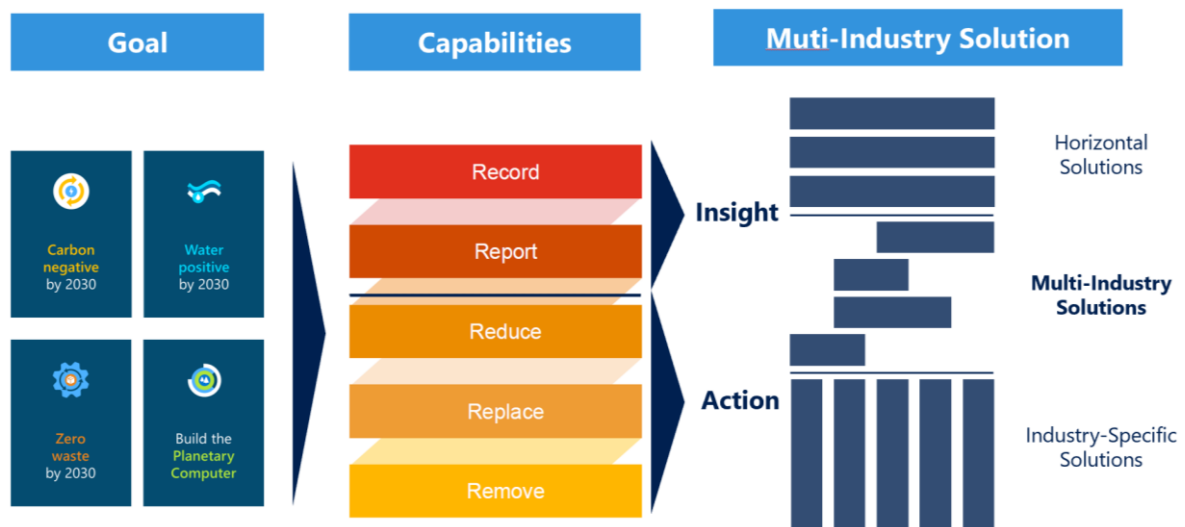 Goal
Capabilities
Muti-Industry Solution
Carbon
negative
by 2030
Water
positive
by 2030
Zero
waste
by 2030
Build the
Planetary
Computer
Record
Report
Reduce
Replace
Remove
Insight
Action
Horizontal
Solutions
Multi-Industry
Solutions
Industry-Specific
Solutions